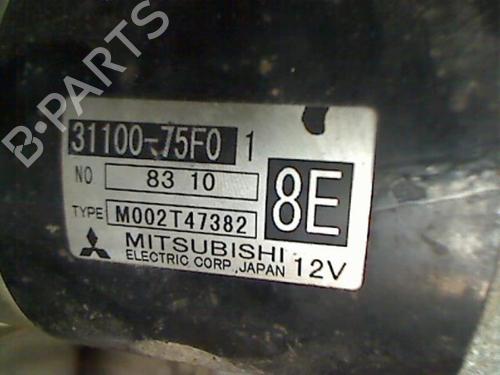 B-PARTS
31100-75F0 1
NO 83 10
8E
TYPE M002T47382
MITSUBISHI
ELECTRIC CORP., JAPAN 12V